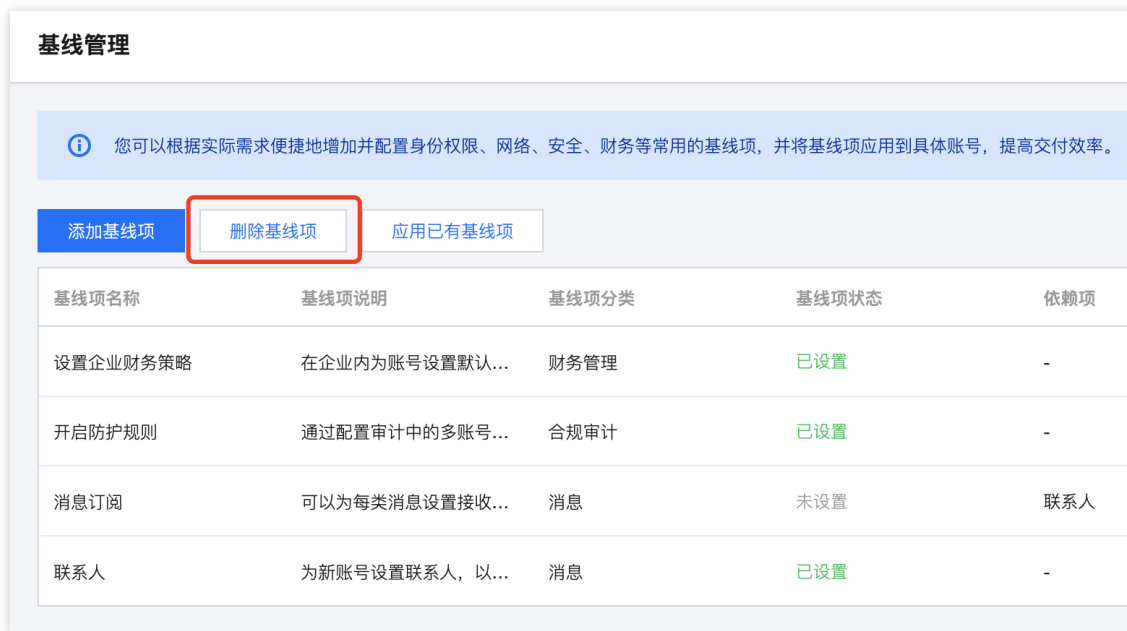 基线管理
您可以根据实际需求便捷地增加并配置身份权限、网络、安全、财务等常用的基线项，并将基线项应用到具体账号，提高交付效率。
添加基线项 删除基线项 应用已有基线项
基线项名称 基线项说明 基线项分类 基线项状态 依赖项
设置企业财务策略 在企业内为账号设置默认... 财务管理 已设置 -
开启防护规则 通过配置审计中的多账号... 合规审计 已设置 -
消息订阅 可以为每类消息设置接收... 消息 未设置 联系人
联系人 为新账号设置联系人，以... 消息 已设置 -